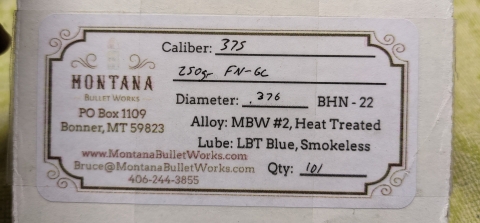 Caliber: 375
250gr FN-GC
Diameter: .376 BHN - 22
Alloy: MBW #2, Heat Treated
Lube: LBT Blue, Smokeless
Qty: 101
MONTANA
BULLET WORKS
PO Box 1109
Bonner, MT 59823
www.MontanaBulletWorks.com
Bruce@MontanaBulletWorks.com
406-244-3855